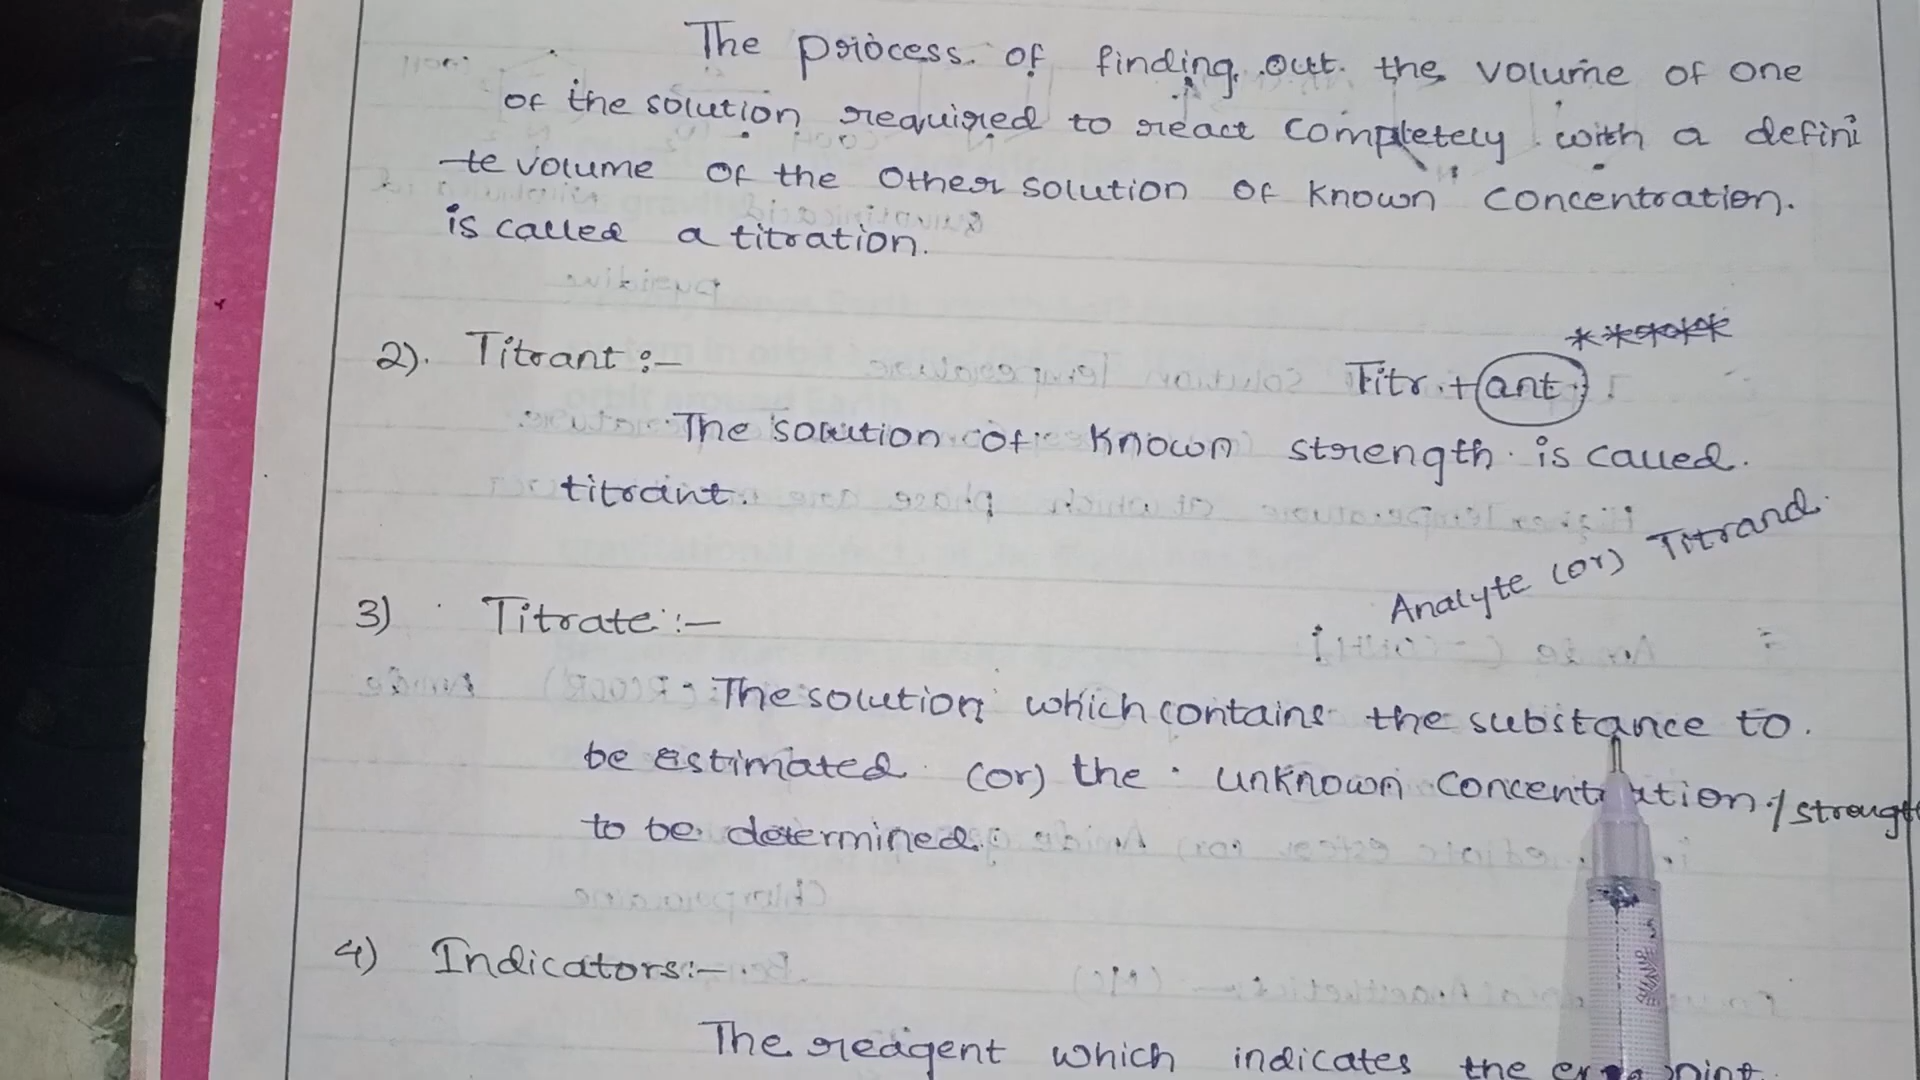 The process of finding out the volume of one
of the solution required to react completely with a defini
te volume of the other solution of known concentration.
is called a titration.
*****
2). Titrant :-
Titr + ant
The solution of known strength is called.
titrant.
Analyte (or) Titrand.
3) Titrate :-
The solution which contains the substance to.
be estimated (or) the unknown concentration /
to be determined.
4) Indicators:-
The reagent which indicates the